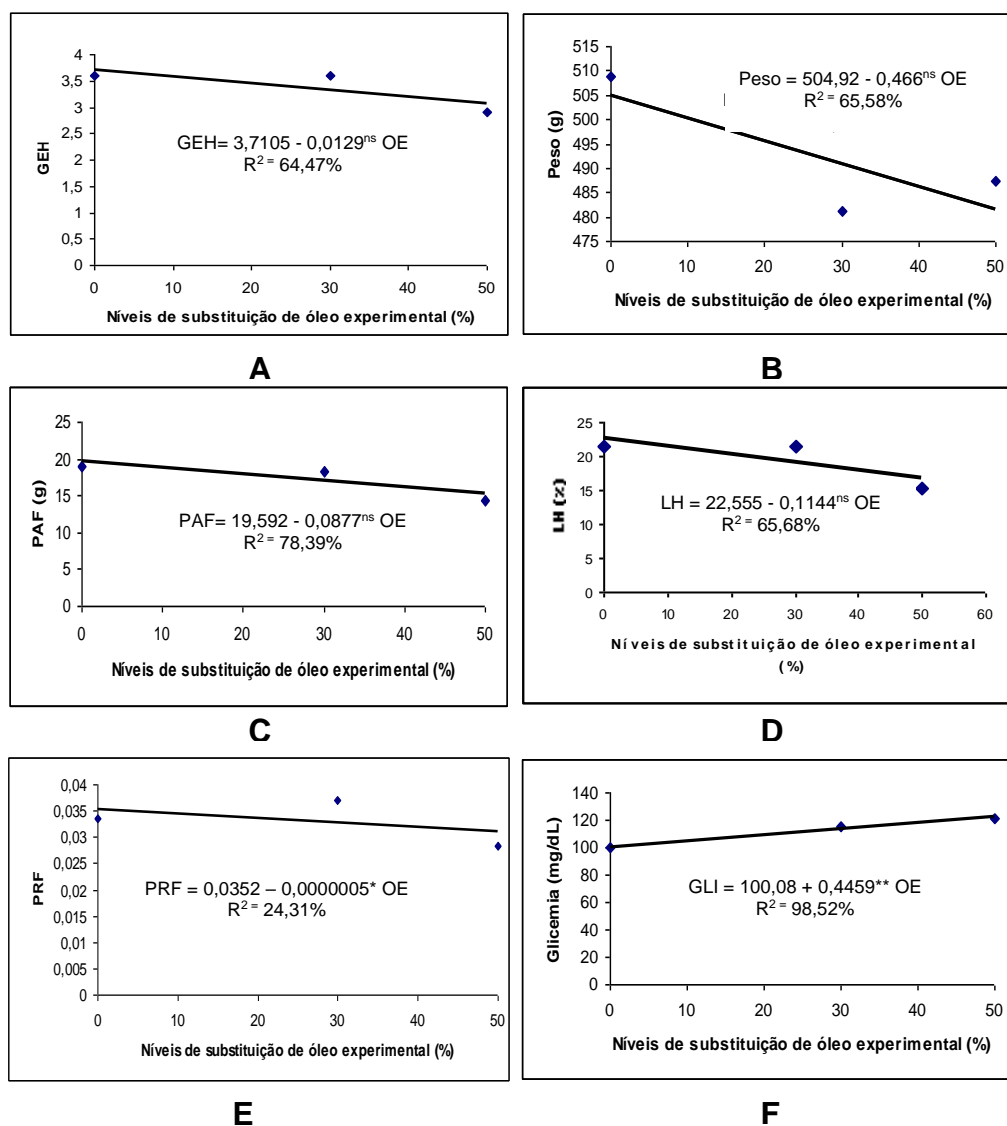 4
3,5
3
2,5
2
1,5
1
0,5
0
GEH
GEH= 3,7105 - 0,0129ns OE
R2 = 64,47%
0 10 20 30 40 50
Níveis de substituição de óleo experimental (%)
A
515
510
505
500
495
490
485
480
475
Peso (g)
Peso = 504,92 - 0,466ns OE
R2 = 65,58%
0 10 20 30 40 50
Níveis de substituição de óleo experimental (%)
B
25
20
15
10
5
0
PAF (g)
PAF= 19,592 - 0,0877ns OE
R2 = 78,39%
0 10 20 30 40 50
Níveis de substituição de óleo experimental (%)
C
25
20
15
10
5
0
LH (%)
LH = 22,555 - 0,1144ns OE
R2 = 65,68%
0 10 20 30 40 50 60
Níveis de substituição de óleo experimental
(%)
D
0,04
0,035
0,03
0,025
0,02
0,015
0,01
0,005
0
PRF
PRF = 0,0352 – 0,0000005* OE
R2 = 24,31%
0 10 20 30 40 50
Níveis de substituição de óleo experimental (%)
E
140
120
100
80
60
40
20
0
Glicemia (mg/dL)
GLI = 100,08 + 0,4459** OE
R2 = 98,52%
0 10 20 30 40 50
Níveis de substituição de óleo experimental (%)
F